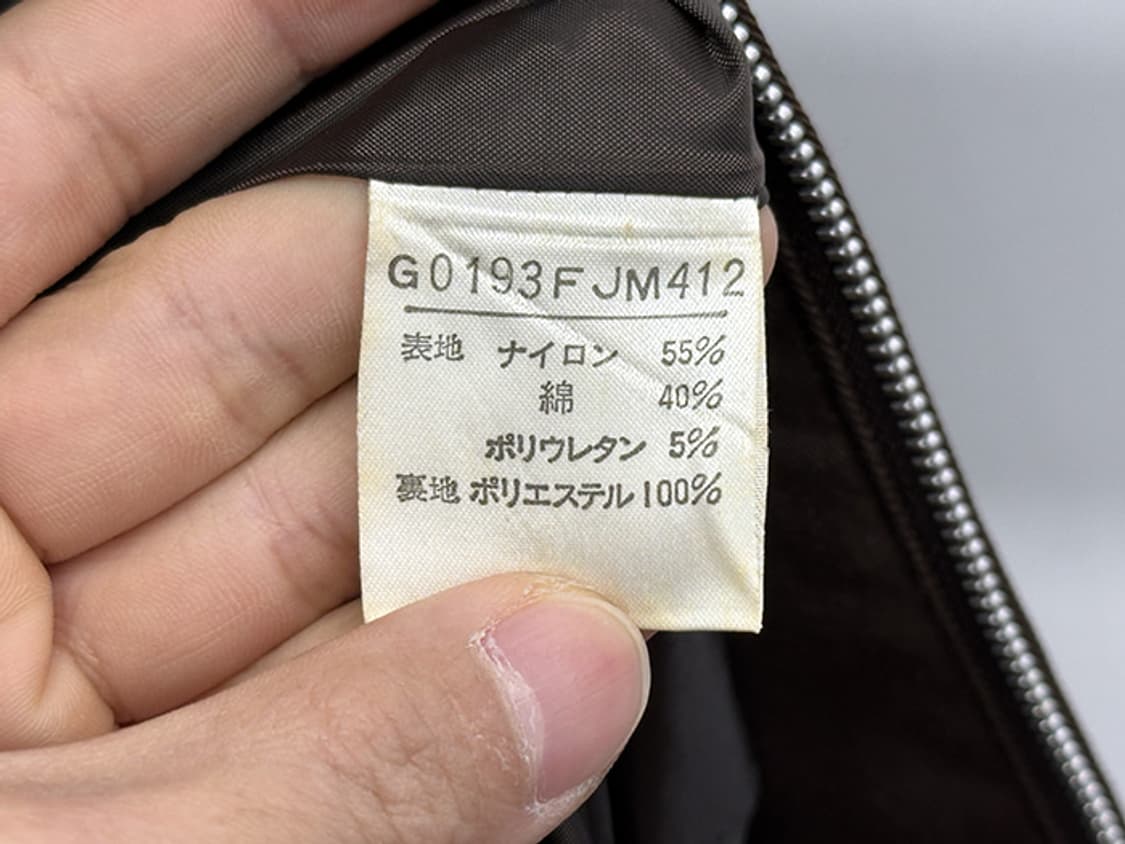 G0193FJM412
表地 ナイロン 55%
綿 40%
ポリウレタン 5%
裏地 ポリエステル 100%